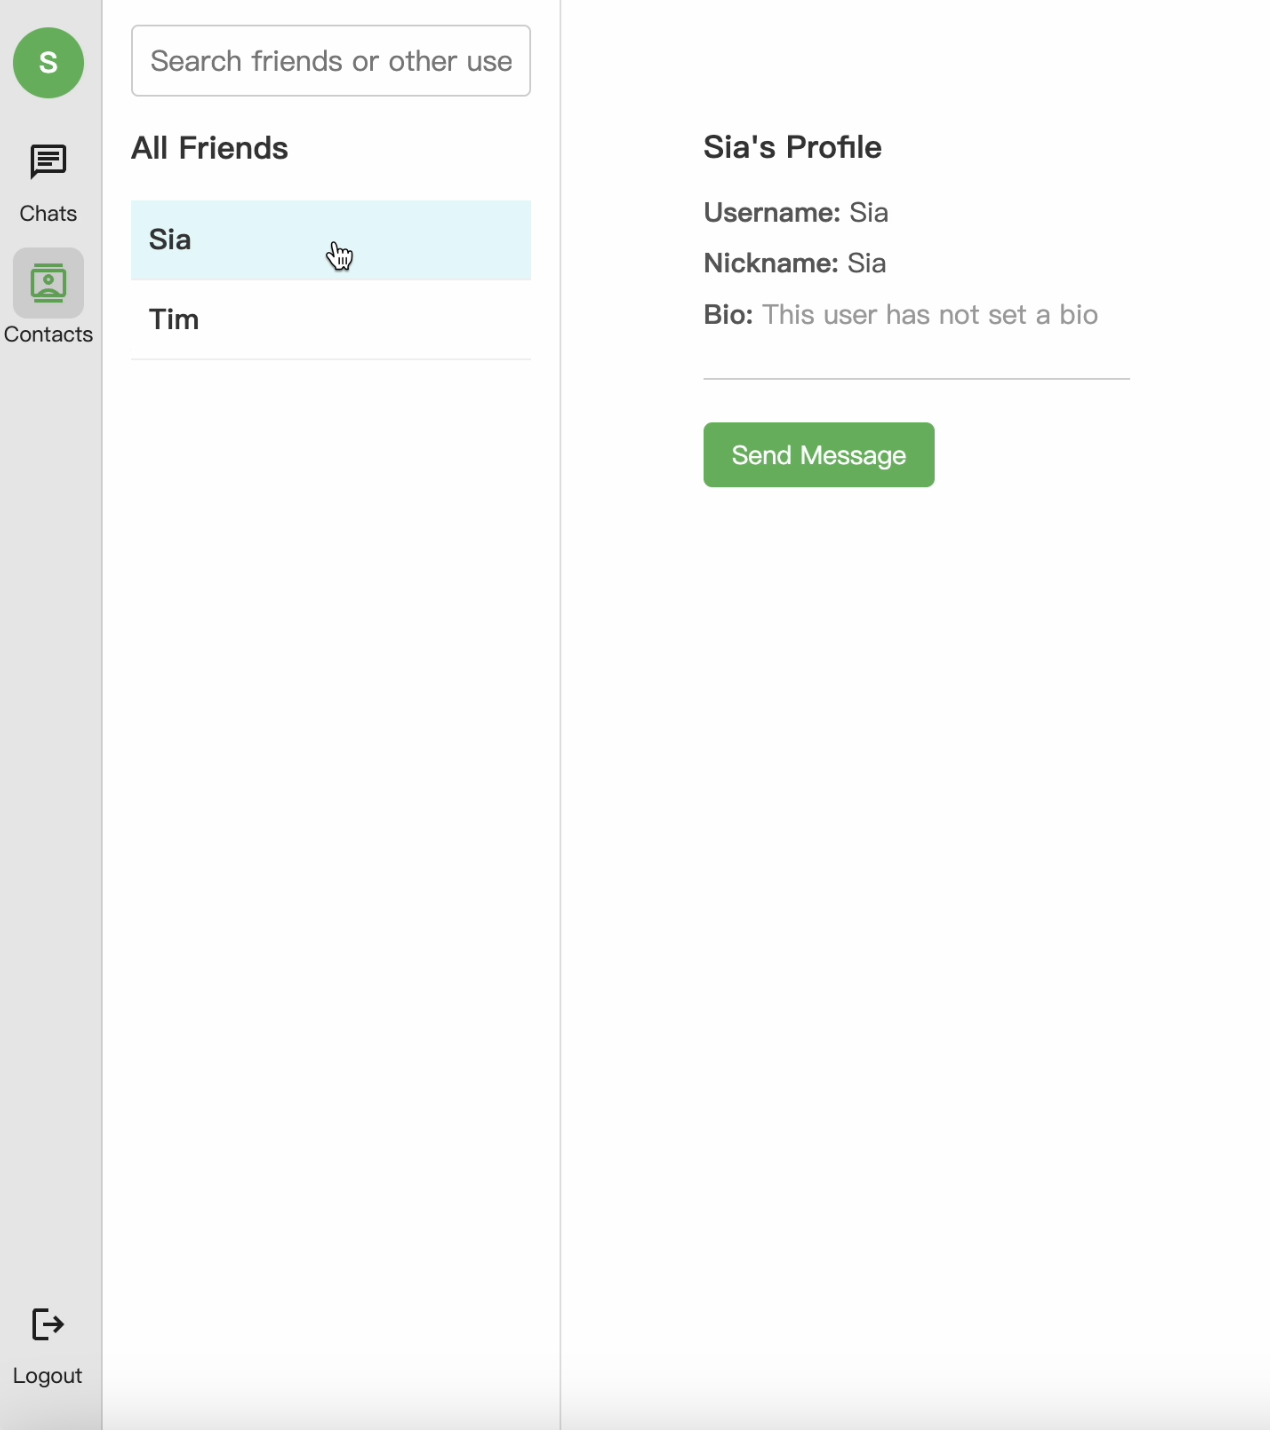 S
Chats
Contacts
Logout
Search friends or other use
All Friends
Sia
Tim
Sia's Profile
Username: Sia
Nickname: Sia
Bio: This user has not set a bio
Send Message